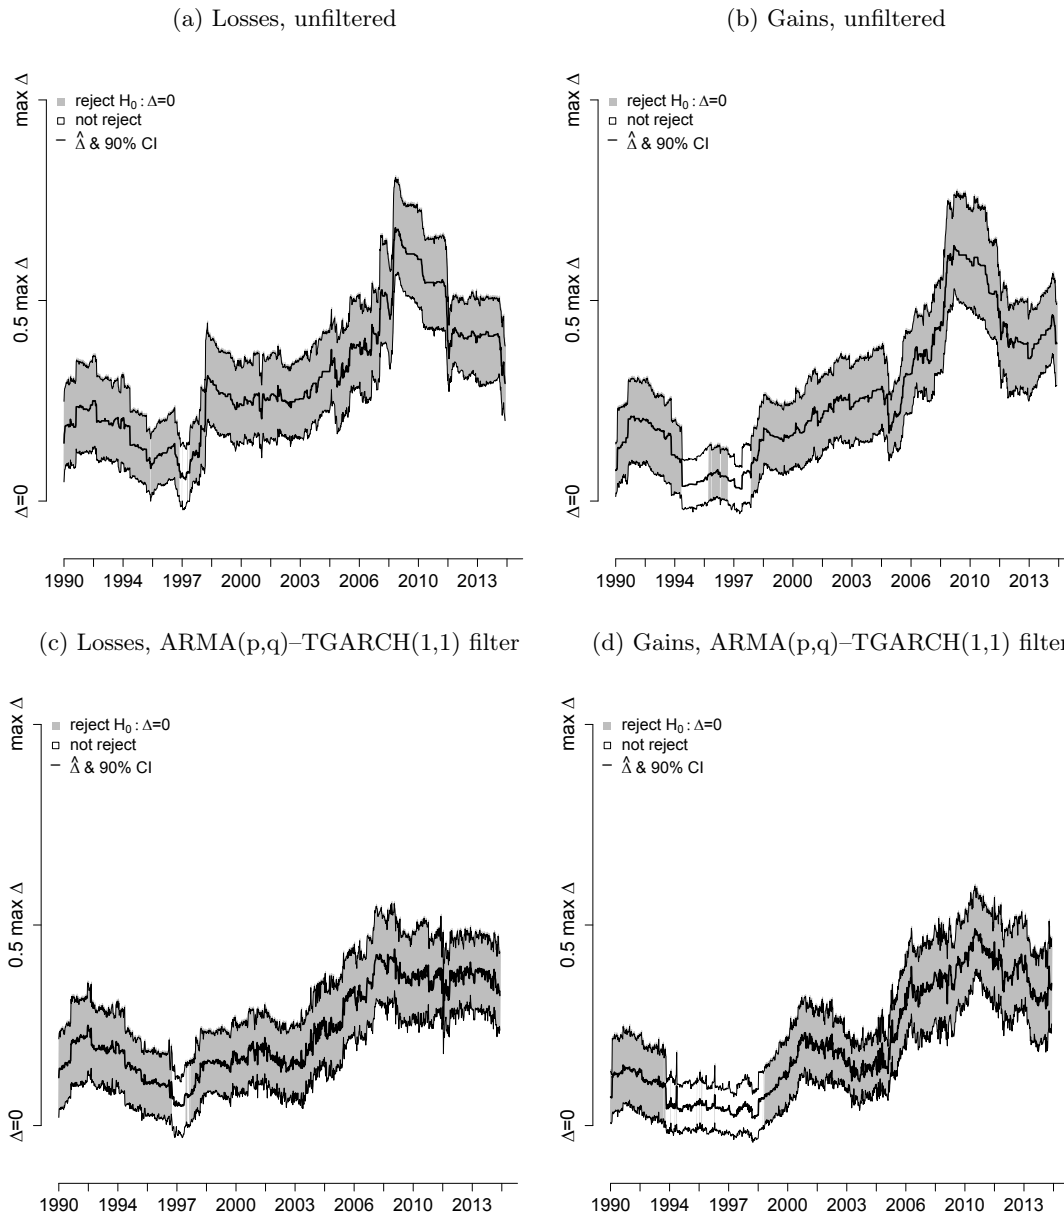 (a) Losses, unfiltered
max Δ
0.5 max Δ
Δ=0
reject H₀ : Δ=0
not reject
Δ̂ & 90% CI
1990 1994 1997 2000 2003 2006 2010 2013
(b) Gains, unfiltered
max Δ
0.5 max Δ
Δ=0
reject H₀ : Δ=0
not reject
Δ̂ & 90% CI
1990 1994 1997 2000 2003 2006 2010 2013
(c) Losses, ARMA(p,q)–TGARCH(1,1) filter
max Δ
0.5 max Δ
Δ=0
reject H₀ : Δ=0
not reject
Δ̂ & 90% CI
1990 1994 1997 2000 2003 2006 2010 2013
(d) Gains, ARMA(p,q)–TGARCH(1,1) filter
max Δ
0.5 max Δ
Δ=0
reject H₀ : Δ=0
not reject
Δ̂ & 90% CI
1990 1994 1997 2000 2003 2006 2010 2013